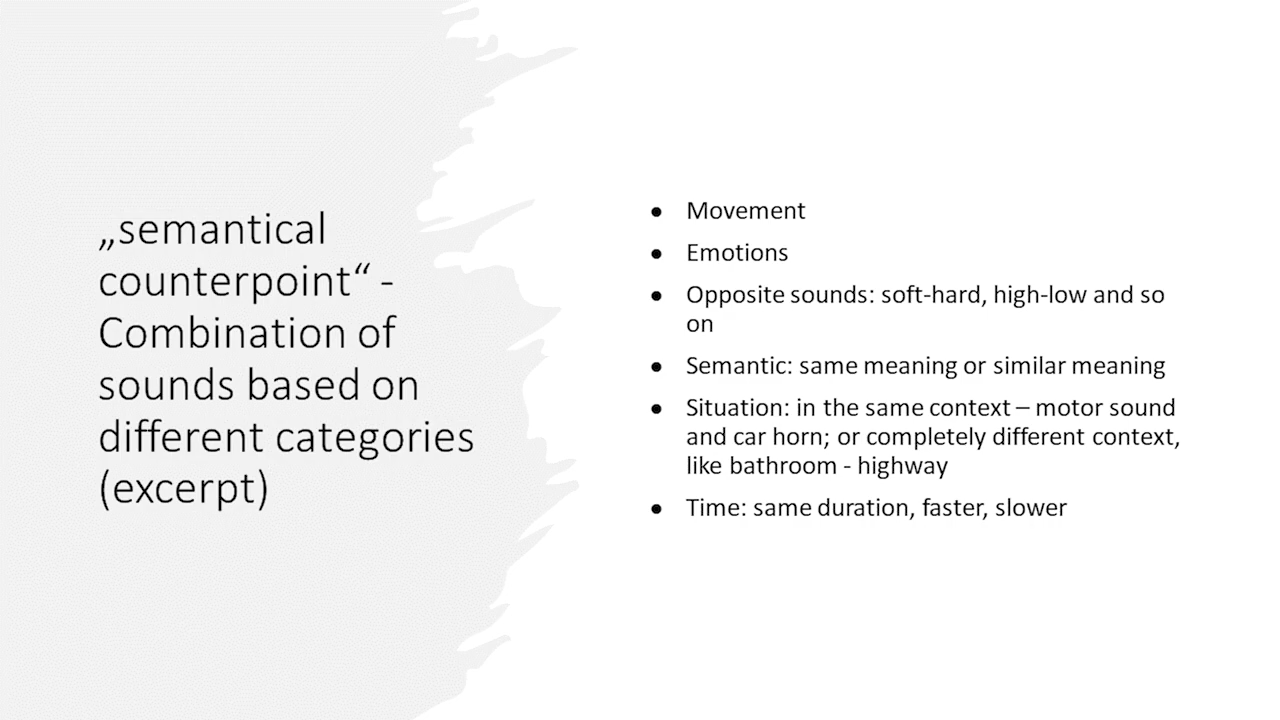 „semantical
counterpoint“ -
Combination of
sounds based on
different categories
(excerpt)
● Movement
● Emotions
● Opposite sounds: soft-hard, high-low and so
on
● Semantic: same meaning or similar meaning
● Situation: in the same context – motor sound
and car horn; or completely different context,
like bathroom - highway
● Time: same duration, faster, slower